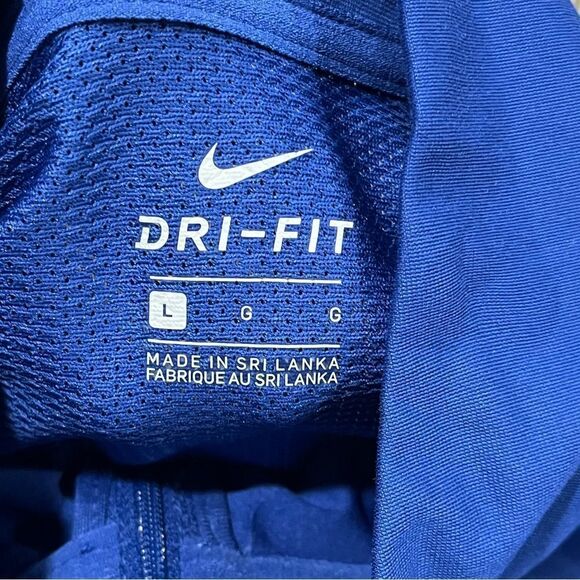 DRI-FIT
L G G
MADE IN SRI LANKA
FABRIQUE AU SRI LANKA